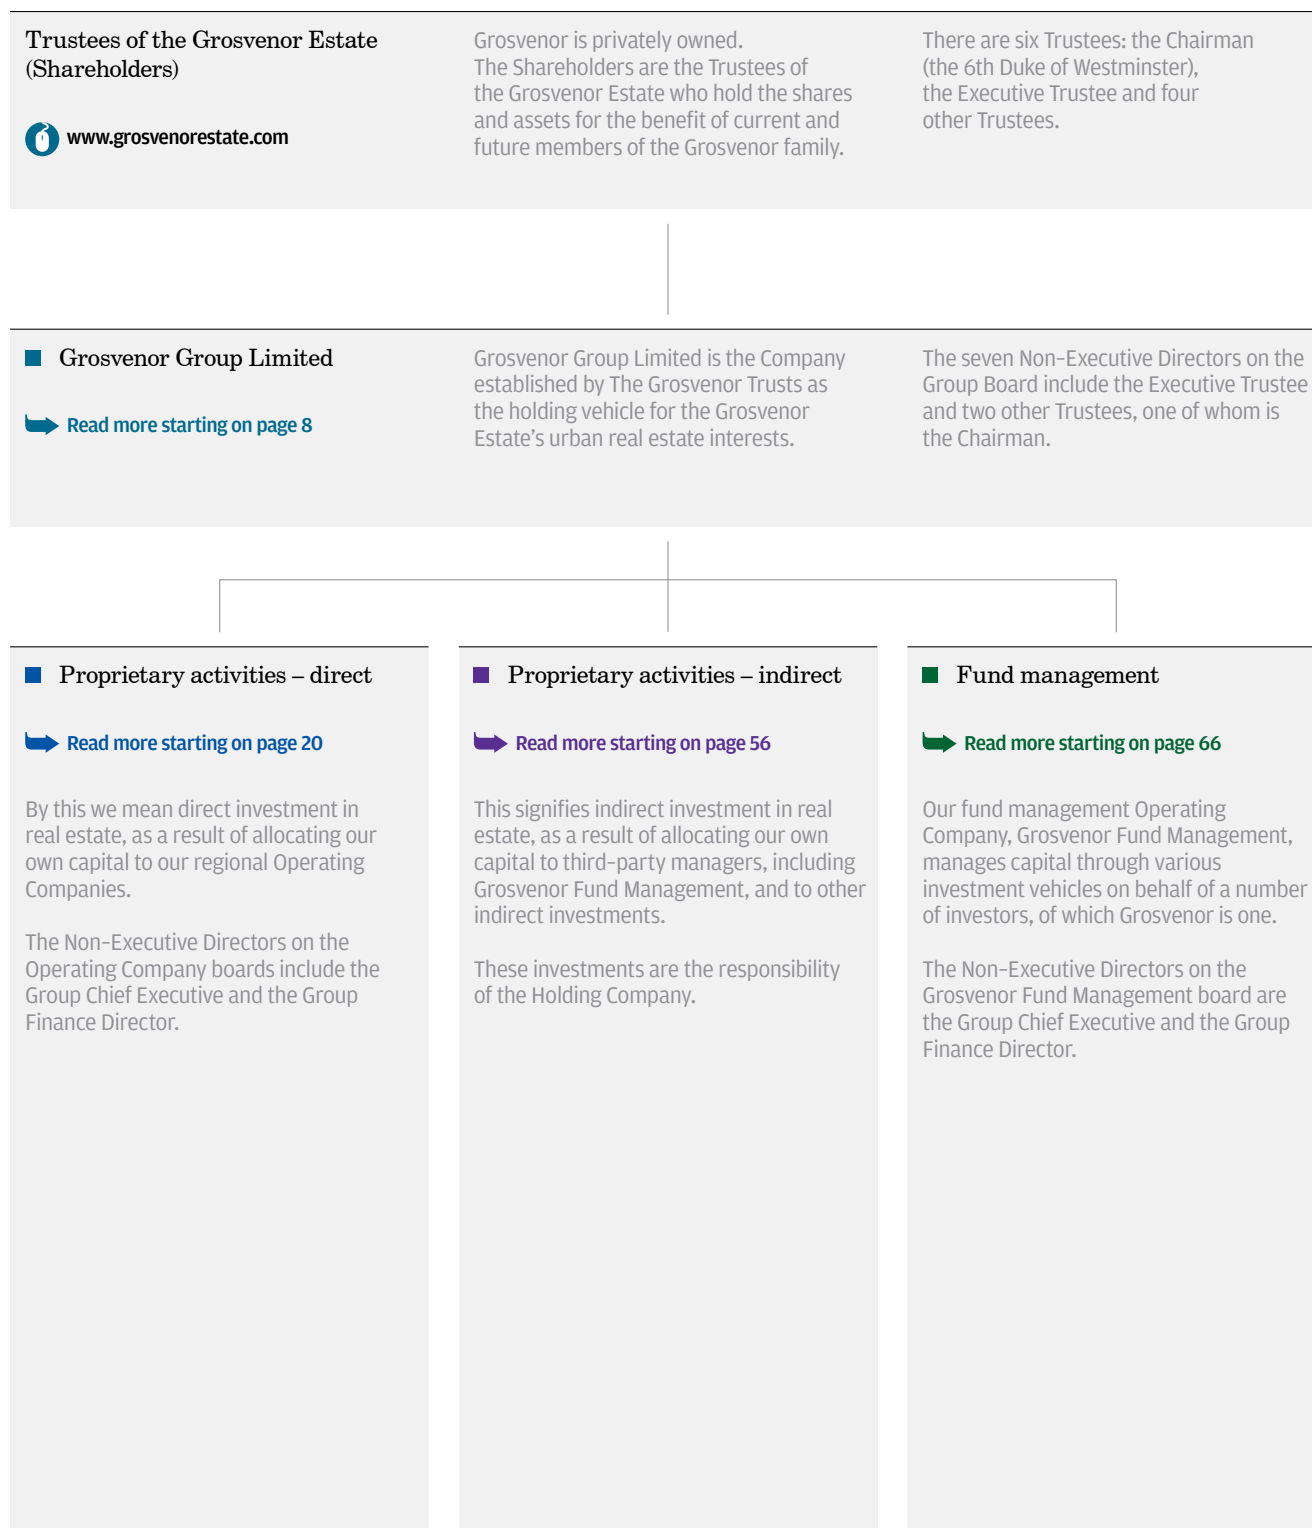 Trustees of the Grosvenor Estate
(Shareholders)
www.grosvenorestate.com
Grosvenor is privately owned.
The Shareholders are the Trustees of
the Grosvenor Estate who hold the shares
and assets for the benefit of current and
future members of the Grosvenor family.
There are six Trustees: the Chairman
(the 6th Duke of Westminster),
the Executive Trustee and four
other Trustees.
Grosvenor Group Limited
Read more starting on page 8
Grosvenor Group Limited is the Company
established by The Grosvenor Trusts as
the holding vehicle for the Grosvenor
Estate's urban real estate interests.
The seven Non-Executive Directors on the
Group Board include the Executive Trustee
and two other Trustees, one of whom is
the Chairman.
Proprietary activities – direct
Read more starting on page 20
By this we mean direct investment in
real estate, as a result of allocating our
own capital to our regional Operating
Companies.
The Non-Executive Directors on the
Operating Company boards include the
Group Chief Executive and the Group
Finance Director.
Proprietary activities – indirect
Read more starting on page 56
This signifies indirect investment in real
estate, as a result of allocating our own
capital to third-party managers, including
Grosvenor Fund Management, and to other
indirect investments.
These investments are the responsibility
of the Holding Company.
Fund management
Read more starting on page 66
Our fund management Operating
Company, Grosvenor Fund Management,
manages capital through various
investment vehicles on behalf of a number
of investors, of which Grosvenor is one.
The Non-Executive Directors on the
Grosvenor Fund Management board are
the Group Chief Executive and the Group
Finance Director.